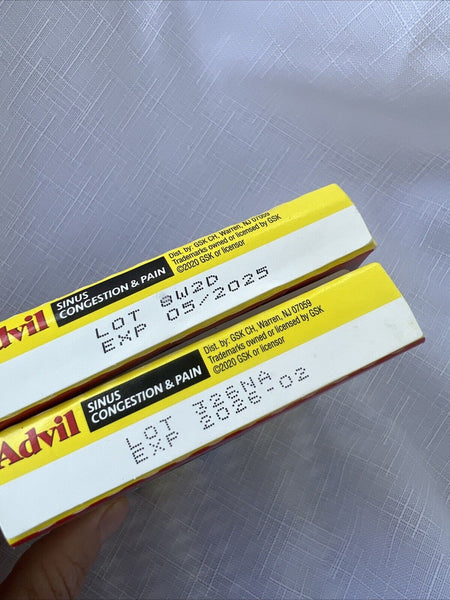 Advil
SINUS
CONGESTION & PAIN
Dist. by: GSK CH, Warren, NJ 07059
Trademarks owned or licensed by GSK
©2020 GSK or licensor
LOT 8W2D
EXP 05/2025
Advil
SINUS
CONGESTION & PAIN
Dist. by: GSK CH, Warren, NJ 07059
Trademarks owned or licensed by GSK
©2020 GSK or licensor
LOT
EXP 2026-02